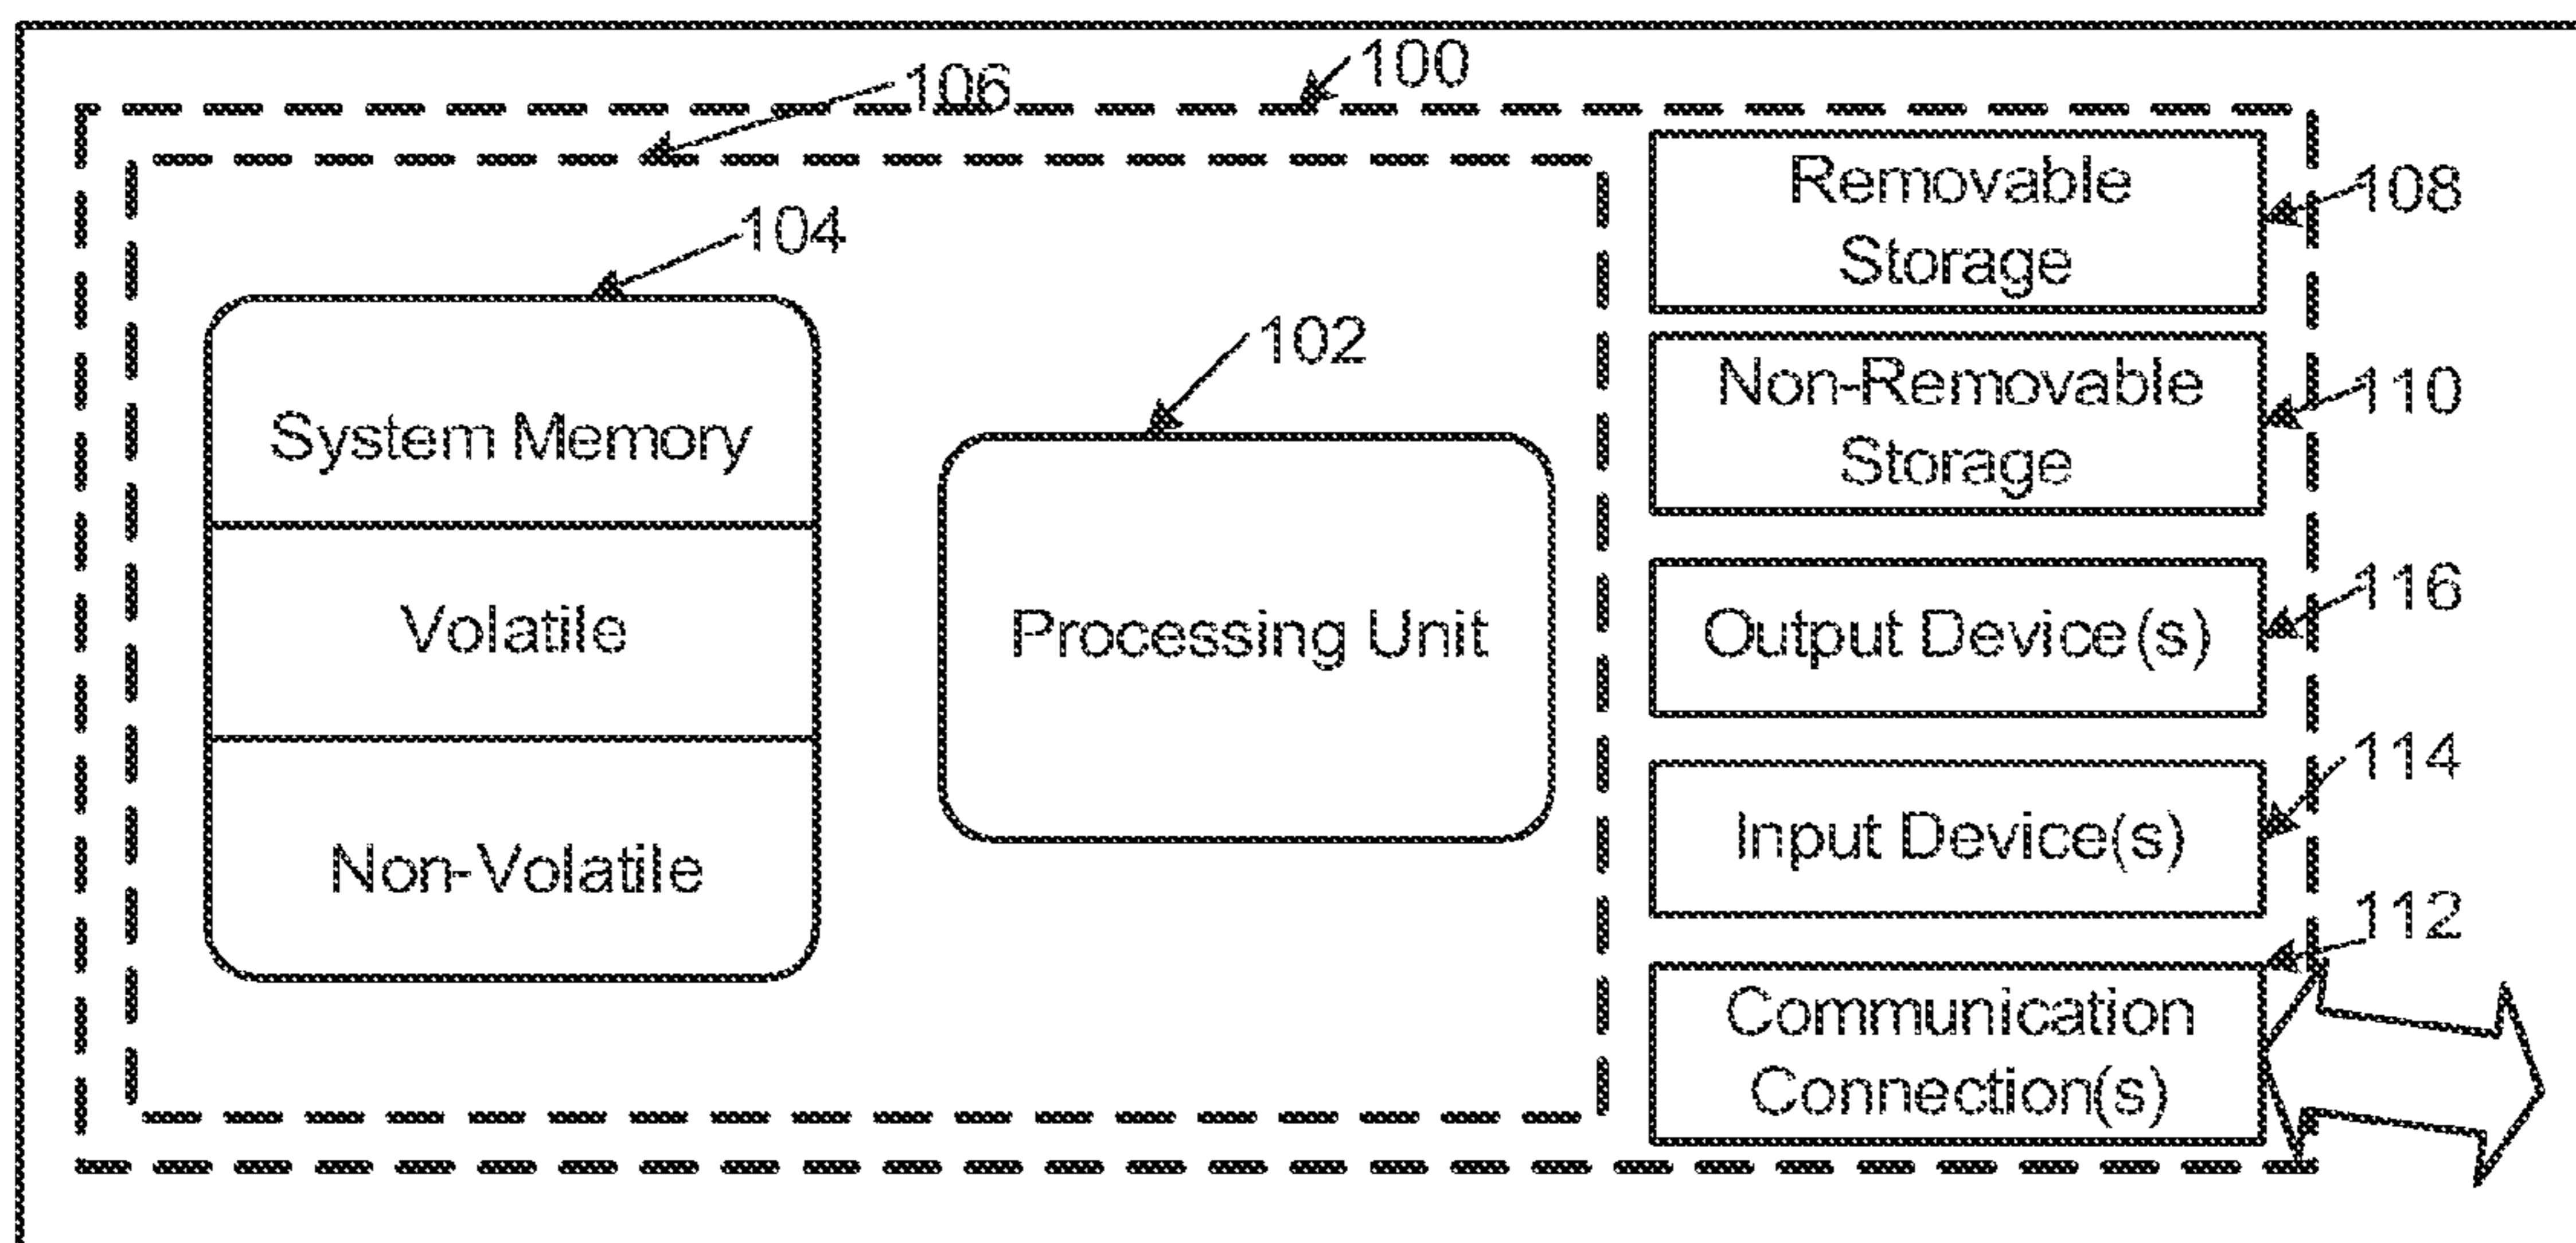 106
100
104
102
System Memory
Volatile
Non-Volatile
Processing Unit
Removable
Storage
108
Non-Removable
Storage
110
Output Device(s)
116
Input Device(s)
114
Communication
Connection(s)
112